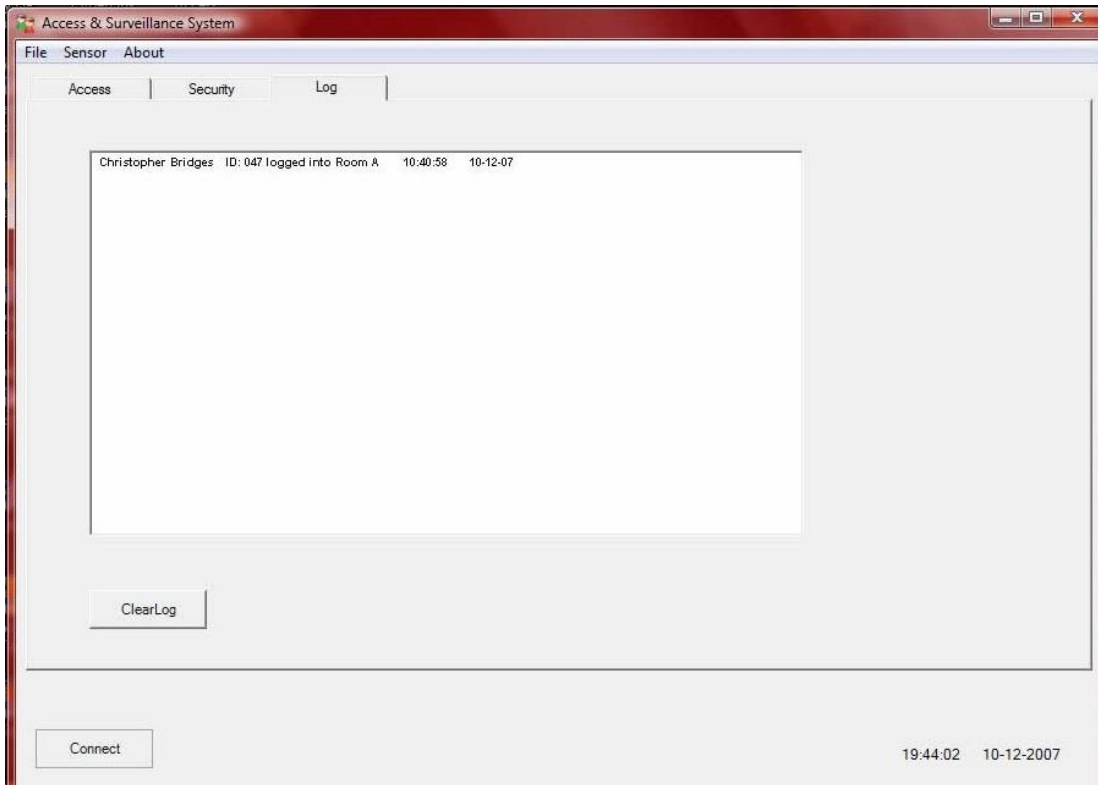 Access & Surveillance System
File Sensor About
Access Security Log
Christopher Bridges ID: 047 logged into Room A 10:40:58 10-12-07
ClearLog
Connect
19:44:02 10-12-2007